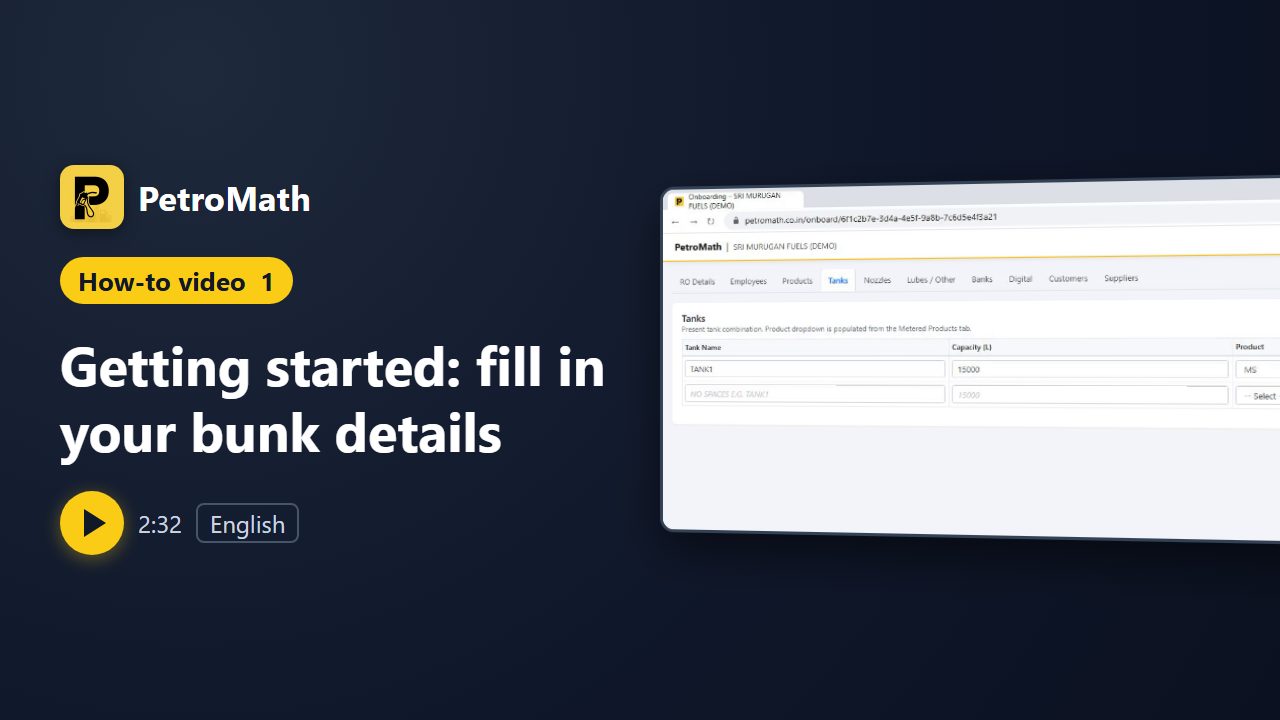 PetroMath
How-to video 1
Getting started: fill in
your bunk details
2:32
English
Onboarding - SRI MURUGAN
FUELS (DEMO)
petromath.co.in/onboard/6f1c2b7e-3d4a-4e5f-9a8b-7c6d5e4f3a21
PetroMath | SRI MURUGAN FUELS (DEMO)
RO Details Employees Products Tanks Nozzles Lubes / Other Banks Digital Customers Suppliers
Tanks
Present tank combination. Product dropdown is populated from the Metered Products tab.
Tank Name Capacity (L) Product
TANK1 15000 MS
NO SPACES E.G. TANK1 15000 -- Select